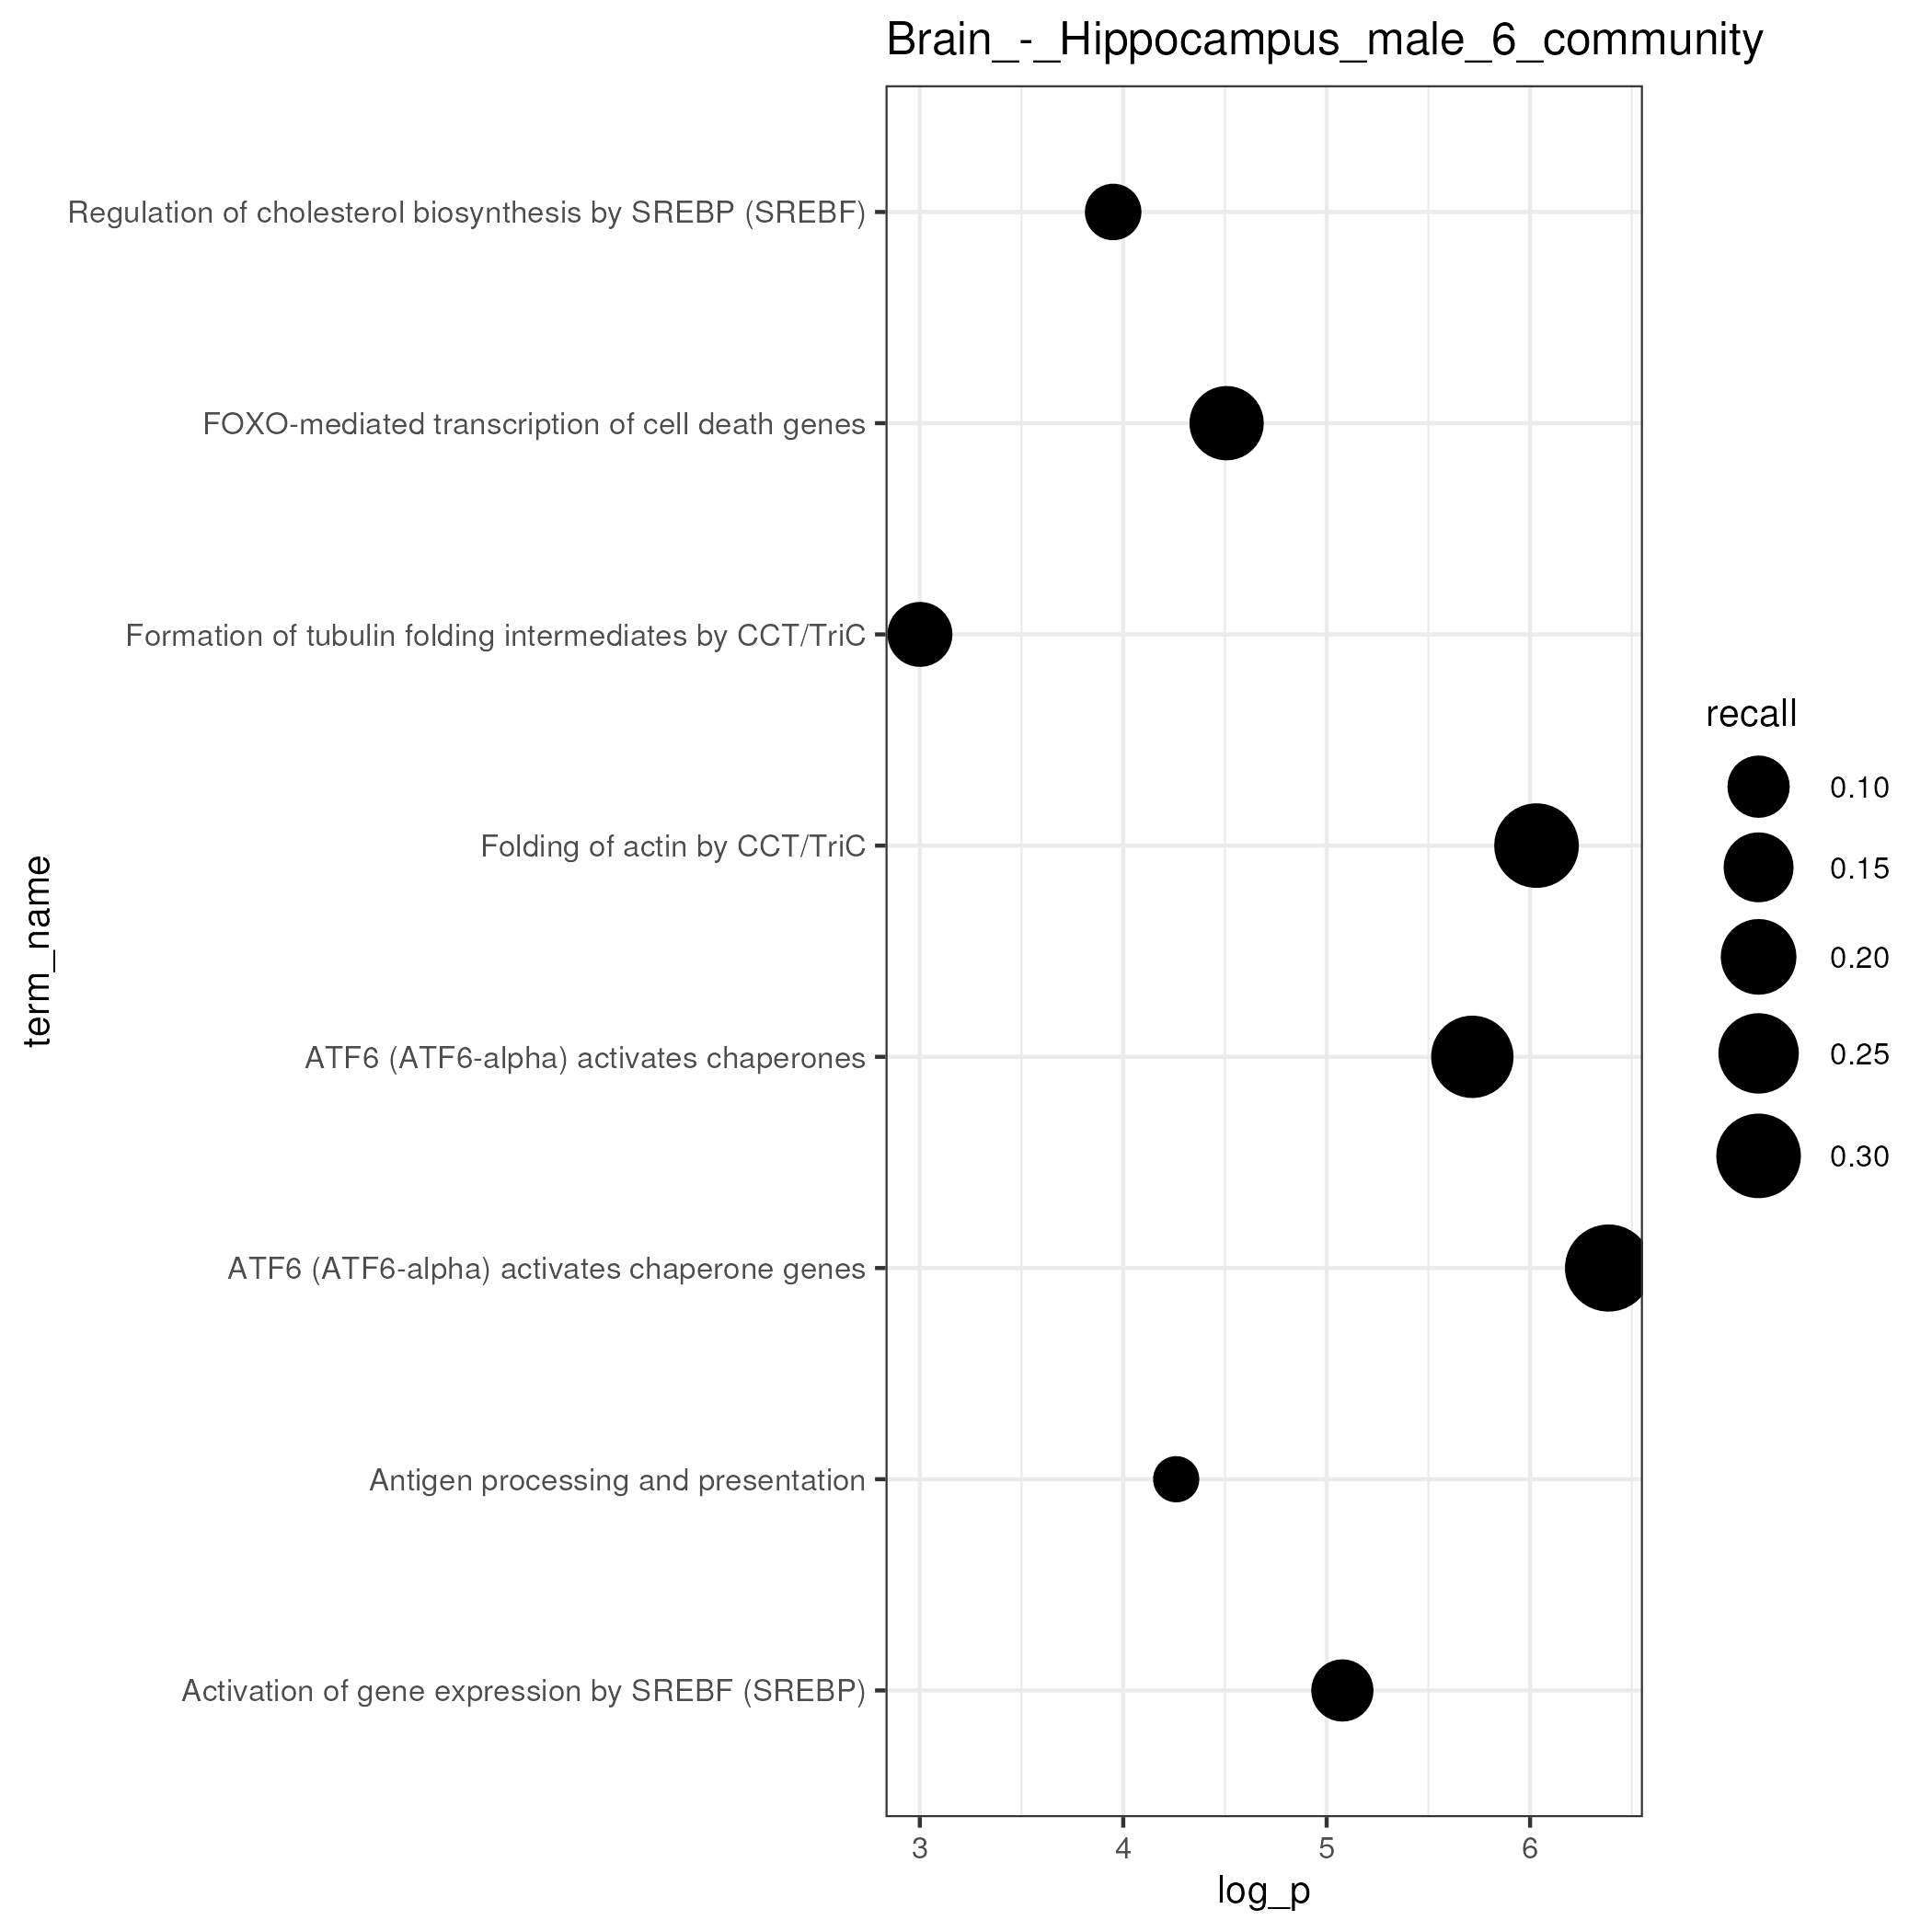 Brain_-_Hippocampus_male_6_community
Regulation of cholesterol biosynthesis by SREBP (SREBF)
FOXO-mediated transcription of cell death genes
Formation of tubulin folding intermediates by CCT/TriC
Folding of actin by CCT/TriC
ATF6 (ATF6-alpha) activates chaperones
ATF6 (ATF6-alpha) activates chaperone genes
Antigen processing and presentation
Activation of gene expression by SREBF (SREBP)
term_name
3 4 5 6
log_p
recall
0.10
0.15
0.20
0.25
0.30